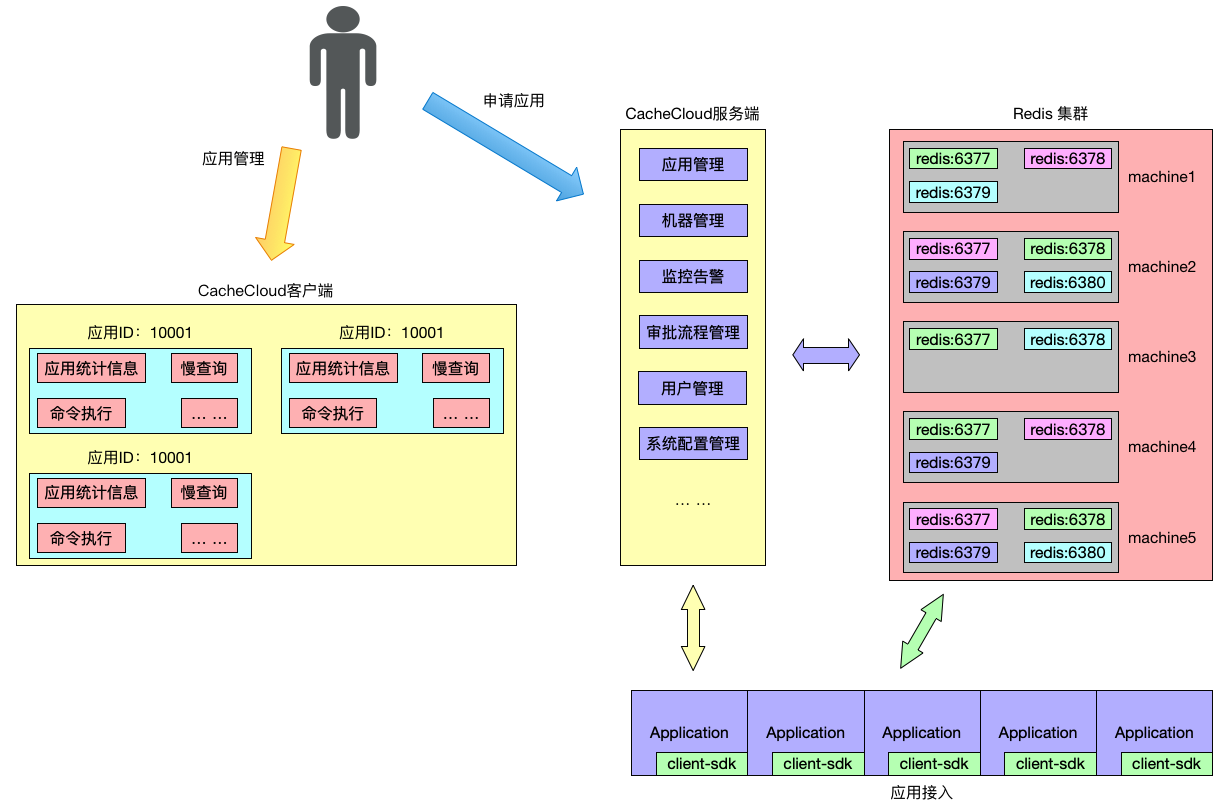 申请应用
应用管理
CacheCloud客户端
应用ID：10001
应用统计信息
慢查询
命令执行
... ...
应用ID：10001
应用统计信息
慢查询
命令执行
... ...
应用ID：10001
应用统计信息
慢查询
命令执行
... ...
CacheCloud服务端
应用管理
机器管理
监控告警
审批流程管理
用户管理
系统配置管理
... ...
Redis 集群
redis:6377
redis:6378
redis:6379
machine1
redis:6377
redis:6378
redis:6379
redis:6380
machine2
redis:6377
redis:6378
machine3
redis:6377
redis:6378
redis:6379
machine4
redis:6377
redis:6378
redis:6379
redis:6380
machine5
Application
client-sdk
Application
client-sdk
Application
client-sdk
Application
client-sdk
Application
client-sdk
应用接入